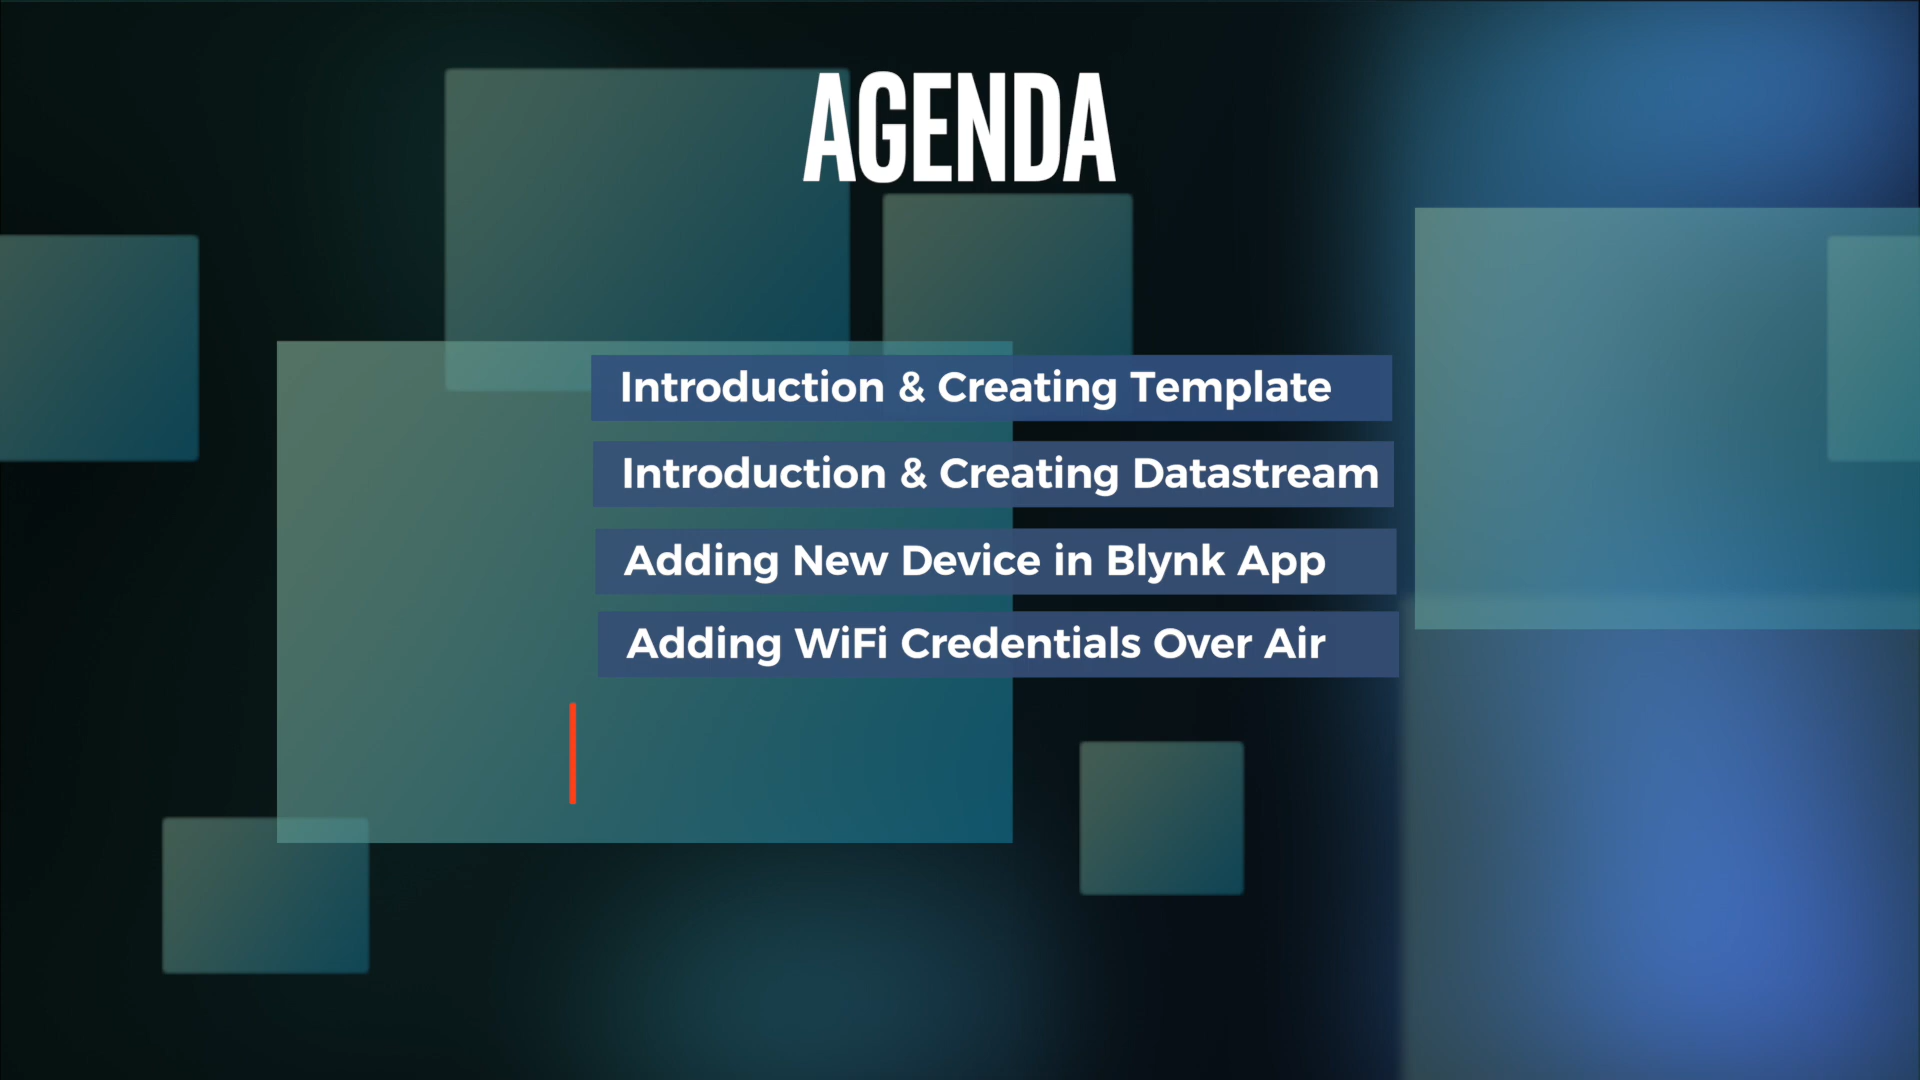 AGENDA
Introduction & Creating Template
Introduction & Creating Datastream
Adding New Device in Blynk App
Adding WiFi Credentials Over Air